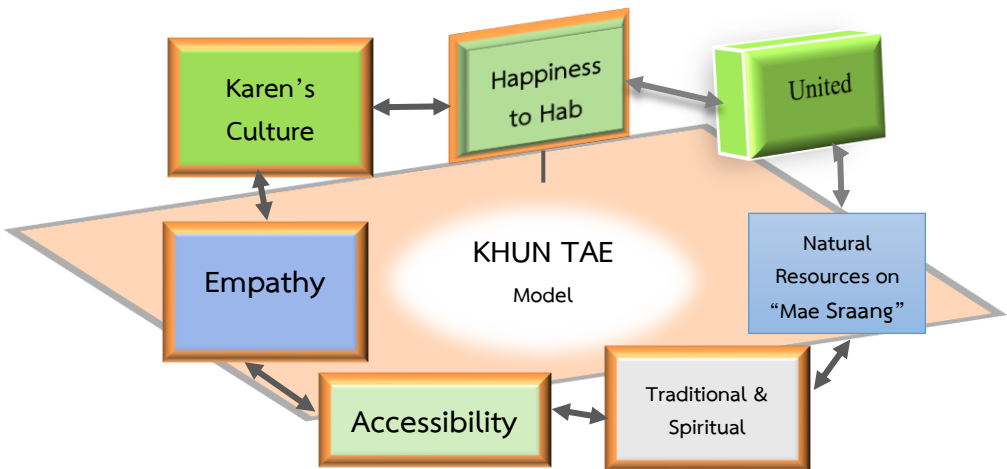 Karen’s
Culture
Happiness
to Hab
United
Natural
Resources on
“Mae Sraang”
Traditional &
Spiritual
Accessibility
Empathy
KHUN TAE
Model